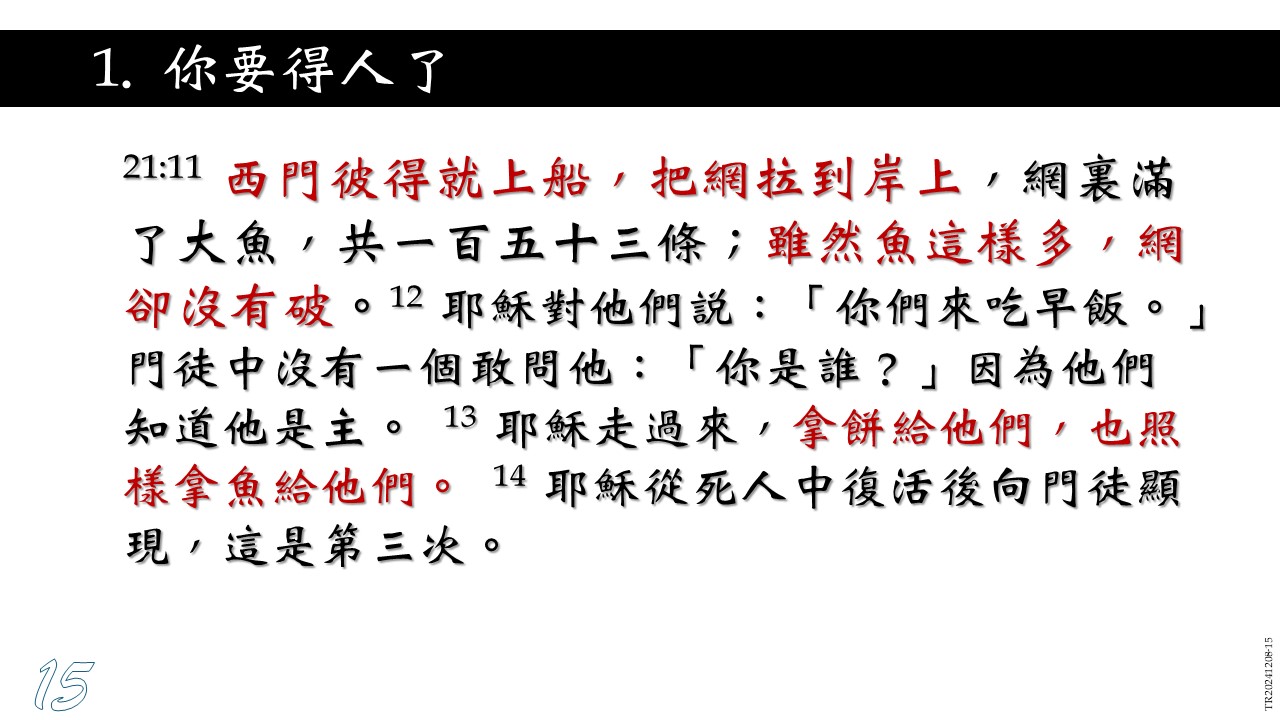 1. 你要得人了
21:11 西門彼得就上船，把網拉到岸上，網裏滿
了大魚，共一百五十三條；雖然魚這樣多，網
卻沒有破。12 耶穌對他們説：「你們來吃早飯。」
門徒中沒有一個敢問他：「你是誰？」因為他們
知道他是主。 13 耶穌走過來，拿餅給他們，也照
樣拿魚給他們。 14 耶穌從死人中復活後向門徒顯
現，這是第三次。
15
TR20241208-15